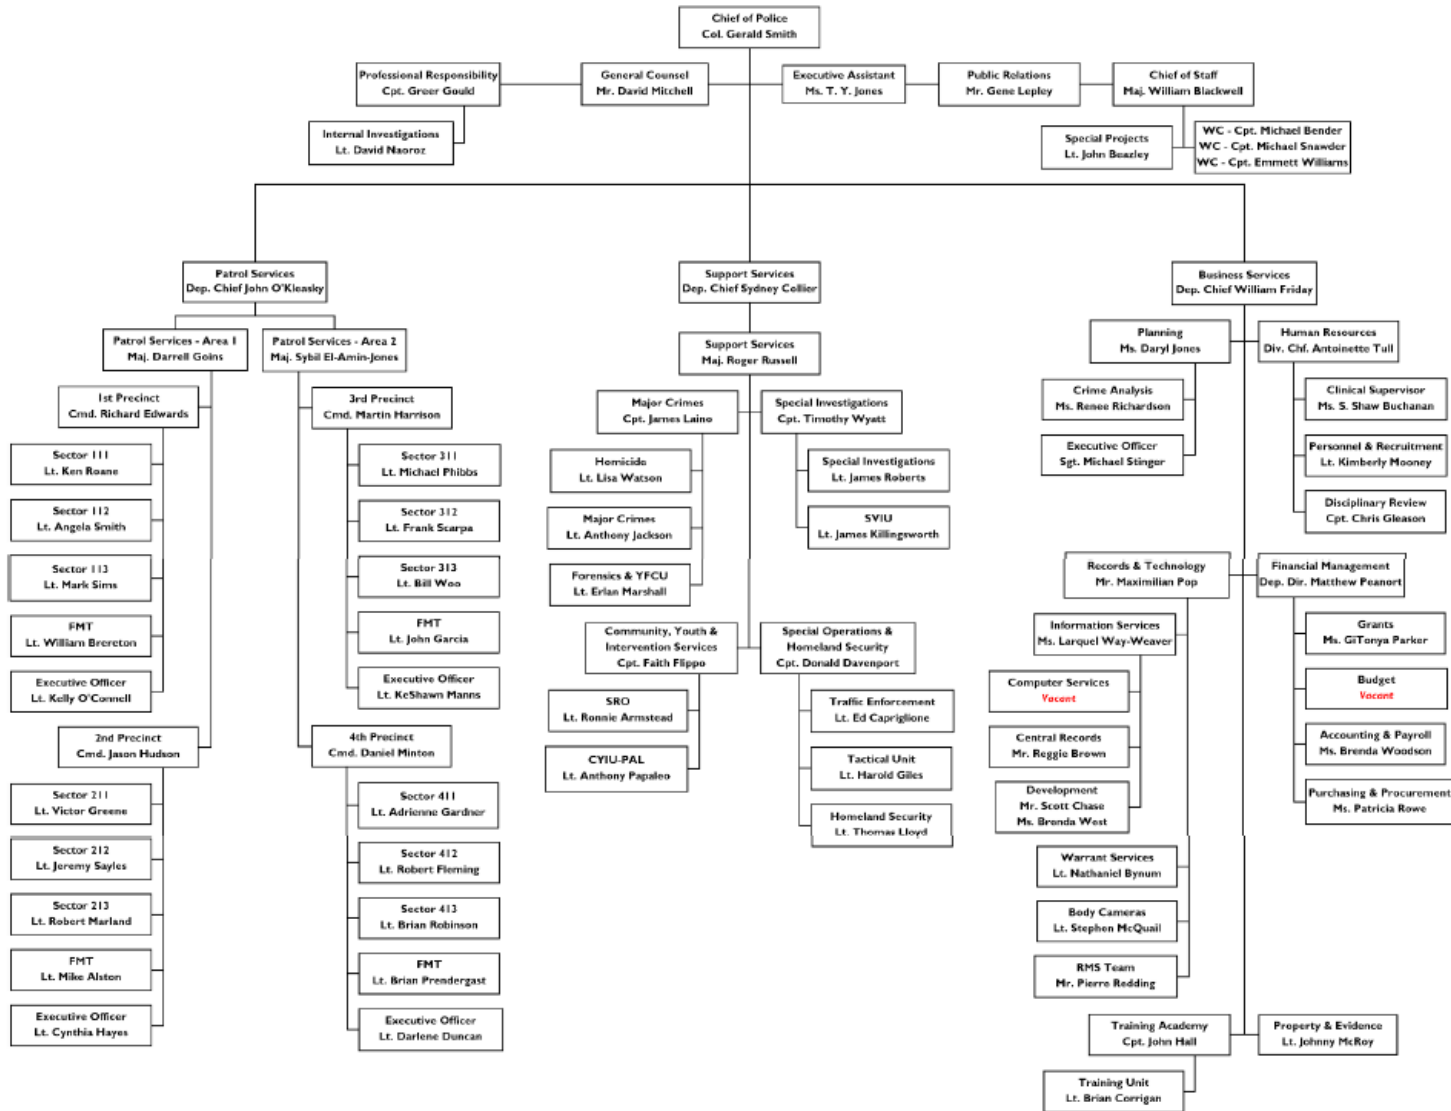 Chief of Police
Col. Gerald Smith
Professional Responsibility
Cpt. Greer Gould
General Counsel
Mr. David Mitchell
Executive Assistant
Ms. T. Y. Jones
Public Relations
Mr. Gene Lepley
Chief of Staff
Maj. William Blackwell
Internal Investigations
Lt. David Naoroz
Special Projects
Lt. John Beazley
WC - Cpt. Michael Bender
WC - Cpt. Michael Snawder
WC - Cpt. Emmett Williams
Patrol Services
Dep. Chief John O'Kleasky
Support Services
Dep. Chief Sydney Collier
Business Services
Dep. Chief William Friday
Patrol Services - Area 1
Maj. Darrell Goins
Patrol Services - Area 2
Maj. Sybil El-Amin-Jones
1st Precinct
Cmd. Richard Edwards
Sector 111
Lt. Ken Roane
Sector 112
Lt. Angela Smith
Sector 113
Lt. Mark Sims
FMT
Lt. William Brereton
Executive Officer
Lt. Kelly O'Connell
2nd Precinct
Cmd. Jason Hudson
Sector 211
Lt. Victor Greene
Sector 212
Lt. Jeremy Sayles
Sector 213
Lt. Robert Marland
FMT
Lt. Mike Alston
Executive Officer
Lt. Cynthia Hayes
3rd Precinct
Cmd. Martin Harrison
Sector 311
Lt. Michael Phibbs
Sector 312
Lt. Frank Scarpa
Sector 313
Lt. Bill Woo
FMT
Lt. John Garcia
Executive Officer
Lt. KeShawn Manns
4th Precinct
Cmd. Daniel Minton
Sector 411
Lt. Adrienne Gardner
Sector 412
Lt. Robert Fleming
Sector 413
Lt. Brian Robinson
FMT
Lt. Brian Prendergast
Executive Officer
Lt. Darlene Duncan
Support Services
Maj. Roger Russell
Major Crimes
Cpt. James Laino
Special Investigations
Cpt. Timothy Wyatt
Homicide
Lt. Lisa Watson
Major Crimes
Lt. Anthony Jackson
Forensics & YFCU
Lt. Erlan Marshall
Special Investigations
Lt. James Roberts
SVIU
Lt. James Killingsworth
Community, Youth &
Intervention Services
Cpt. Faith Flippo
Special Operations &
Homeland Security
Cpt. Donald Davenport
SRO
Lt. Ronnie Armstead
CYIU-PAL
Lt. Anthony Papaleo
Traffic Enforcement
Lt. Ed Capriglione
Tactical Unit
Lt. Harold Giles
Homeland Security
Lt. Thomas Lloyd
Planning
Ms. Daryl Jones
Human Resources
Div. Chf. Antoinette Tull
Crime Analysis
Ms. Renee Richardson
Executive Officer
Sgt. Michael Stinger
Clinical Supervisor
Ms. S. Shaw Buchanan
Personnel & Recruitment
Lt. Kimberly Mooney
Disciplinary Review
Cpt. Chris Gleason
Records & Technology
Mr. Maximilian Pop
Financial Management
Dep. Dir. Matthew Peanort
Information Services
Ms. Larquel Way-Weaver
Computer Services
Vacant
Central Records
Mr. Reggie Brown
Development
Mr. Scott Chase
Ms. Brenda West
Warrant Services
Lt. Nathaniel Bynum
Body Cameras
Lt. Stephen McQuail
RMS Team
Mr. Pierre Redding
Grants
Ms. GiTonya Parker
Budget
Vacant
Accounting & Payroll
Ms. Brenda Woodson
Purchasing & Procurement
Ms. Patricia Rowe
Training Academy
Cpt. John Hall
Property & Evidence
Lt. Johnny McRoy
Training Unit
Lt. Brian Corrigan